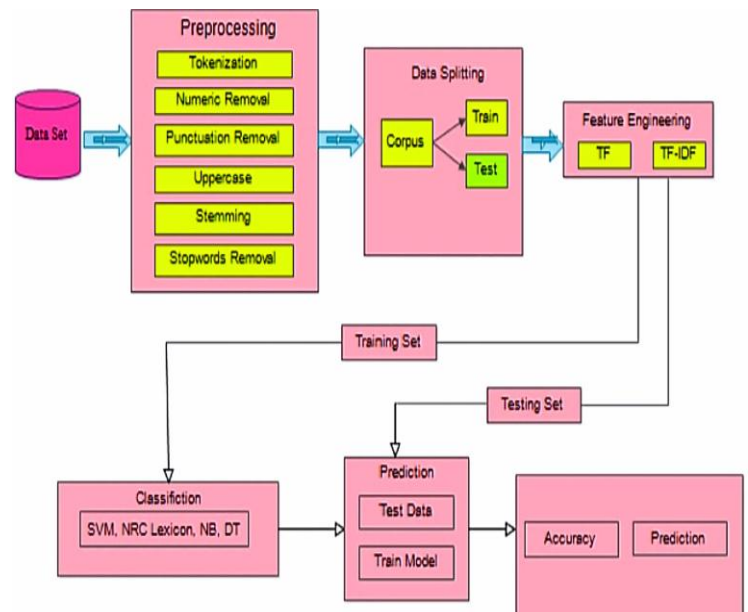 Data Set
Preprocessing
Tokenization
Numeric Removal
Punctuation Removal
Uppercase
Stemming
Stopwords Removal
Data Splitting
Corpus
Train
Test
Feature Engineering
TF
TF-IDF
Training Set
Testing Set
Classifiction
SVM, NRC Lexicon, NB, DT
Prediction
Test Data
Train Model
Accuracy
Prediction